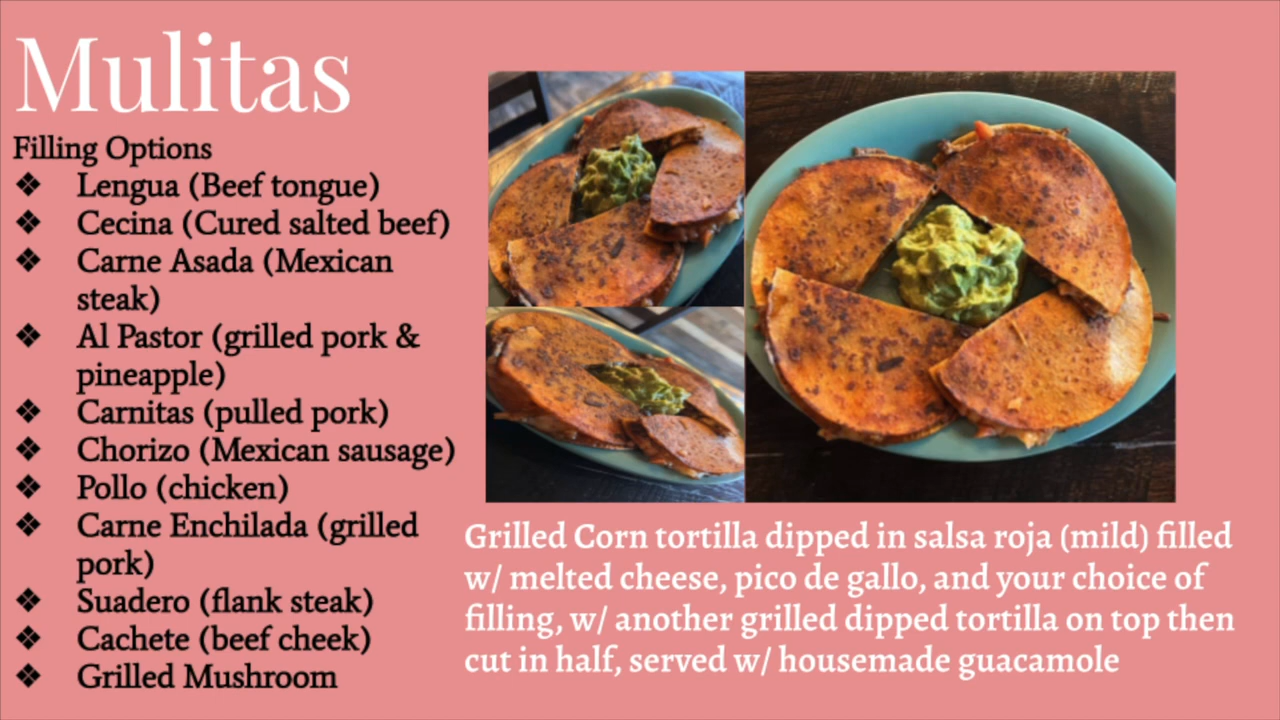 Mulitas
Filling Options
❖ Lengua (Beef tongue)
❖ Cecina (Cured salted beef)
❖ Carne Asada (Mexican
steak)
❖ Al Pastor (grilled pork &
pineapple)
❖ Carnitas (pulled pork)
❖ Chorizo (Mexican sausage)
❖ Pollo (chicken)
❖ Carne Enchilada (grilled
pork)
❖ Suadero (flank steak)
❖ Cachete (beef cheek)
❖ Grilled Mushroom
Grilled Corn tortilla dipped in salsa roja (mild) filled
w/ melted cheese, pico de gallo, and your choice of
filling, w/ another grilled dipped tortilla on top then
cut in half, served w/ housemade guacamole